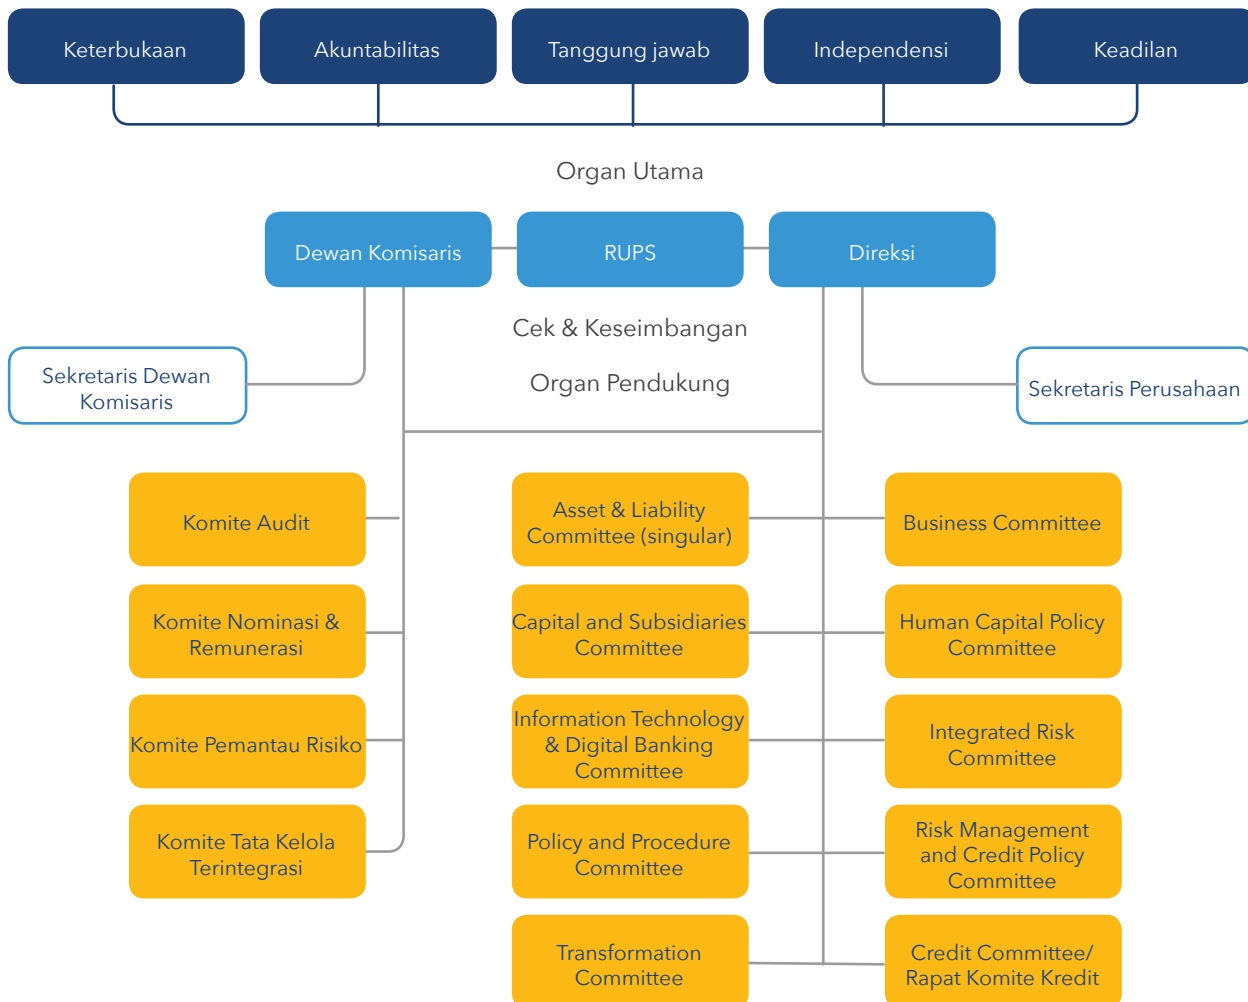 Keterbukaan
Akuntabilitas
Tanggung jawab
Independensi
Keadilan
Organ Utama
Dewan Komisaris
RUPS
Direksi
Cek & Keseimbangan
Organ Pendukung
Sekretaris Dewan
Komisaris
Sekretaris Perusahaan
Komite Audit
Asset & Liability
Committee (singular)
Business Committee
Komite Nominasi &
Remunerasi
Capital and Subsidiaries
Committee
Human Capital Policy
Committee
Komite Pemantau Risiko
Information Technology
& Digital Banking
Committee
Integrated Risk
Committee
Komite Tata Kelola
Terintegrasi
Policy and Procedure
Committee
Risk Management
and Credit Policy
Committee
Transformation
Committee
Credit Committee/
Rapat Komite Kredit